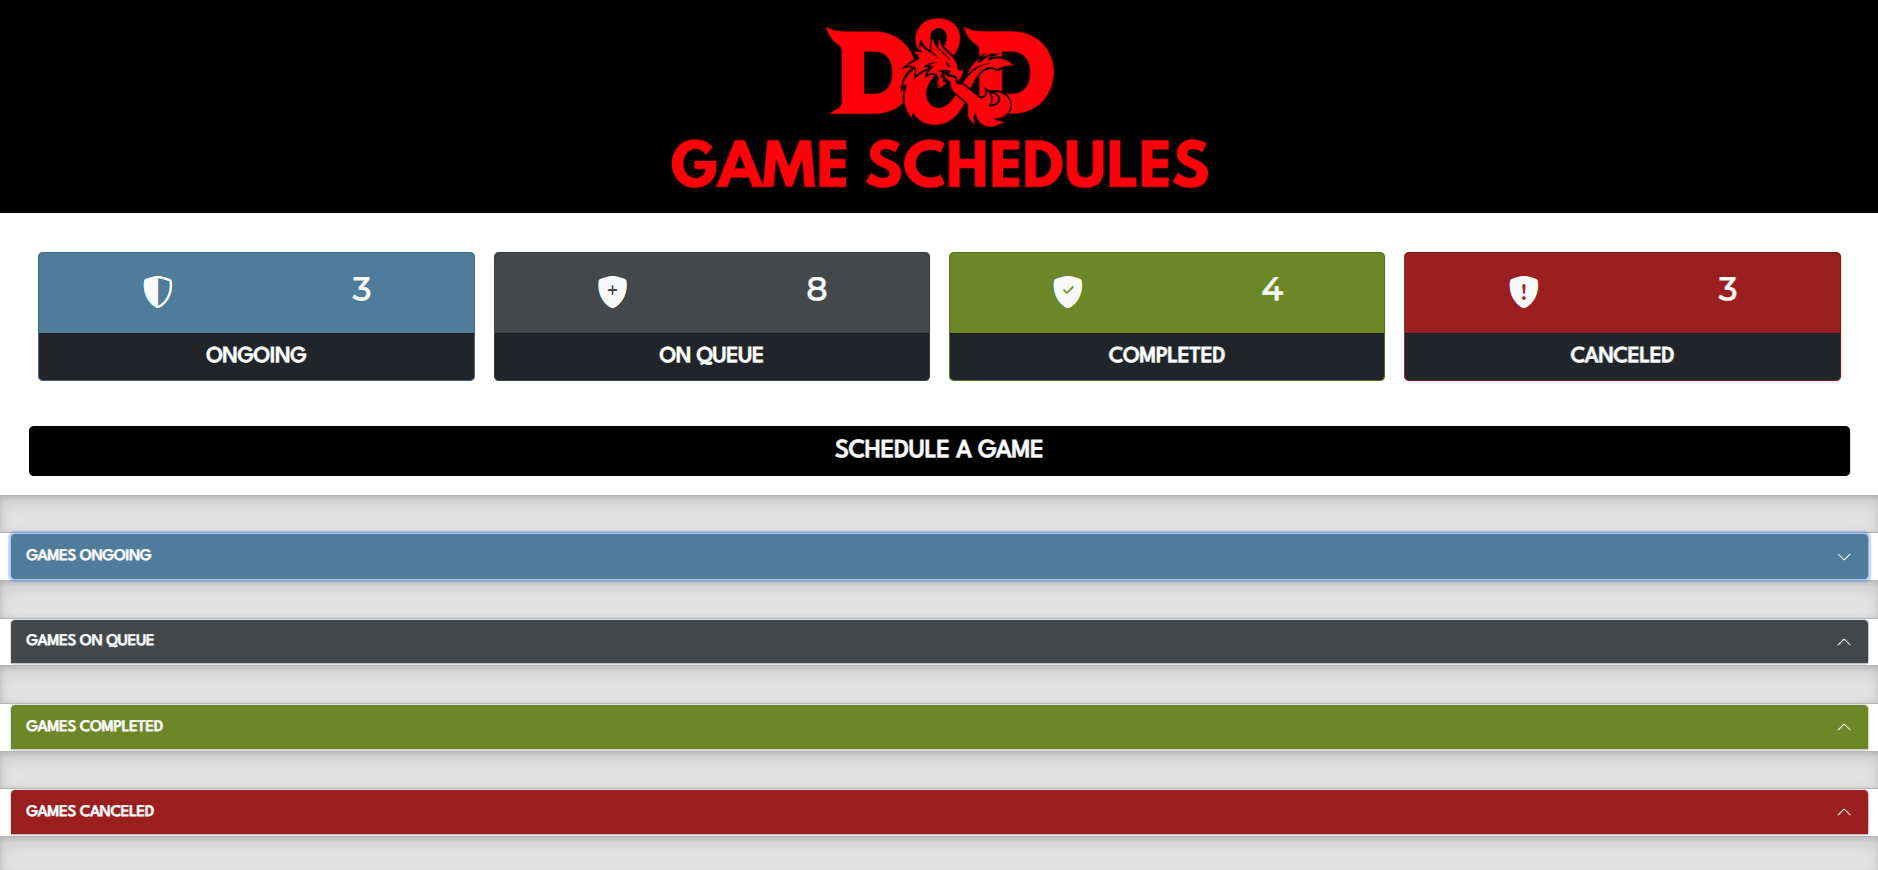 D&D
GAME SCHEDULES
3
ONGOING
8
ON QUEUE
4
COMPLETED
3
CANCELED
SCHEDULE A GAME
GAMES ONGOING
GAMES ON QUEUE
GAMES COMPLETED
GAMES CANCELED